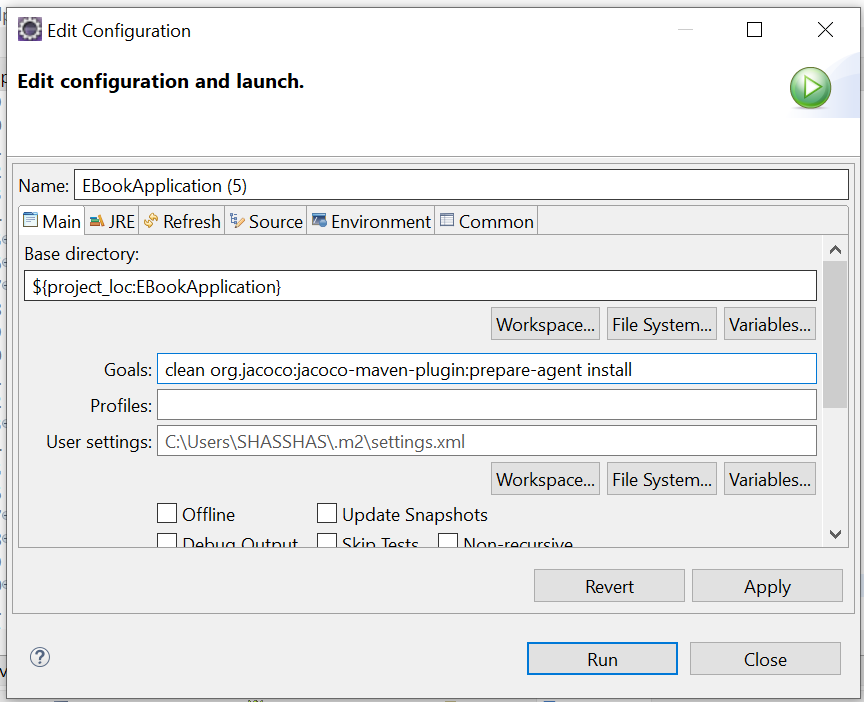 Edit Configuration
Edit configuration and launch.
Name: EBookApplication (5)
Main JRE Refresh Source Environment Common
Base directory:
${project_loc:EBookApplication}
Workspace... File System... Variables...
Goals: clean org.jacoco:jacoco-maven-plugin:prepare-agent install
Profiles:
User settings: C:\Users\SHASSHAS\.m2\settings.xml
Workspace... File System... Variables...
Offline Update Snapshots
Debug Output Skip Tests Non-recursive
Revert Apply
? Run Close